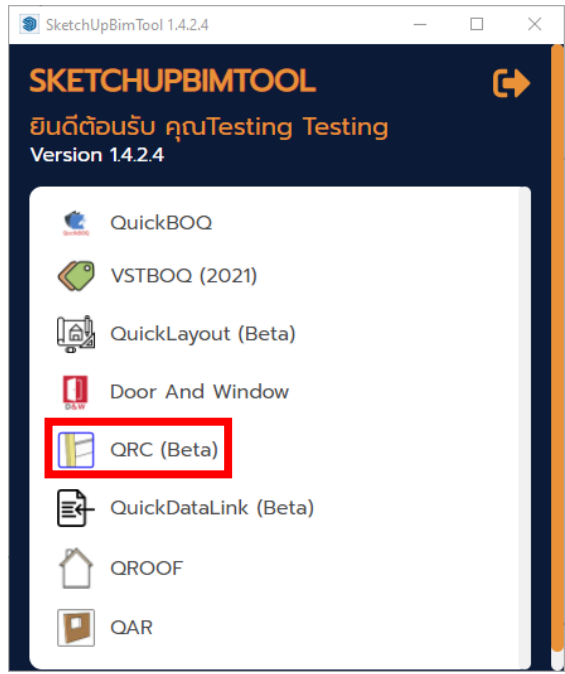 SketchUpBimTool 1.4.2.4
SKETCHUPBIMTOOL
ยินดีต้อนรับ คุณTesting Testing
Version 1.4.2.4
QuickBOQ
VSTBOQ (2021)
QuickLayout (Beta)
Door And Window
D&W
QRC (Beta)
QuickDataLink (Beta)
QROOF
QAR